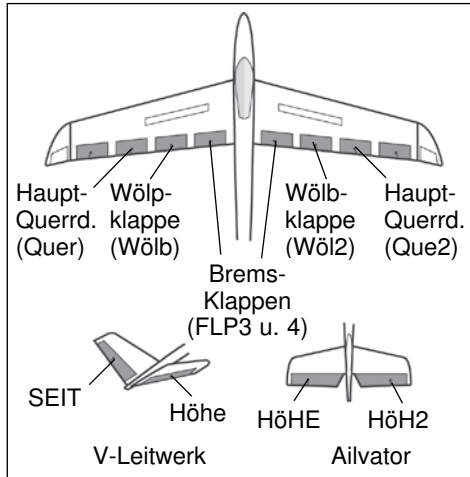 Haupt-
Querrd.
(Quer)
Wölp-
klappe
(Wölb)
Wölb-
klappe
(Wöl2)
Haupt-
Querrd.
(Que2)
Brems-
Klappen
(FLP3 u. 4)
SEIT
Höhe
HöHE
HöH2
V-Leitwerk
Ailvator